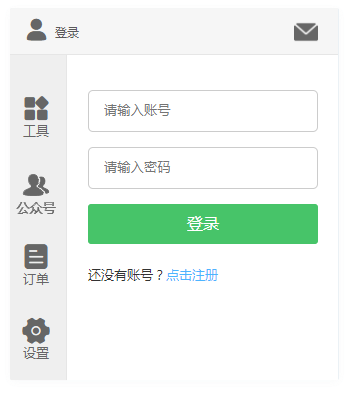 登录
工具
公众号
订单
设置
请输入账号
请输入密码
登录
还没有账号？点击注册